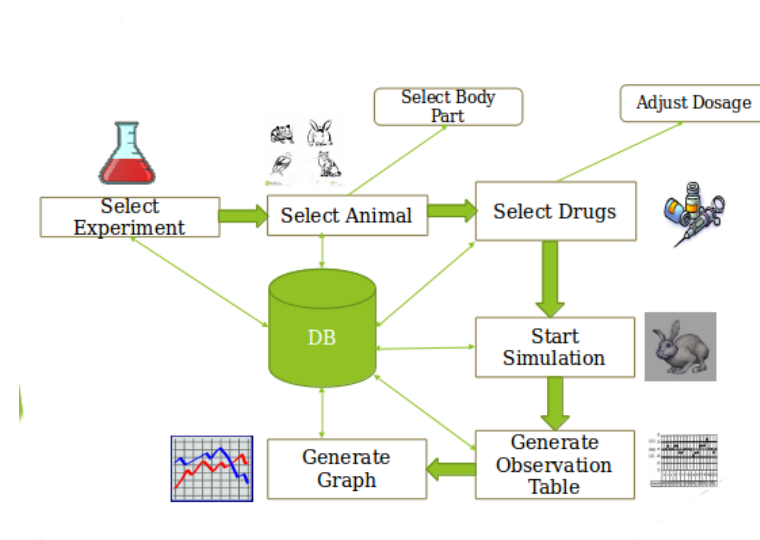 Select Body
Part
Adjust Dosage
Select
Experiment
Select Animal
Select Drugs
DB
Start
Simulation
Generate
Graph
Generate
Observation
Table